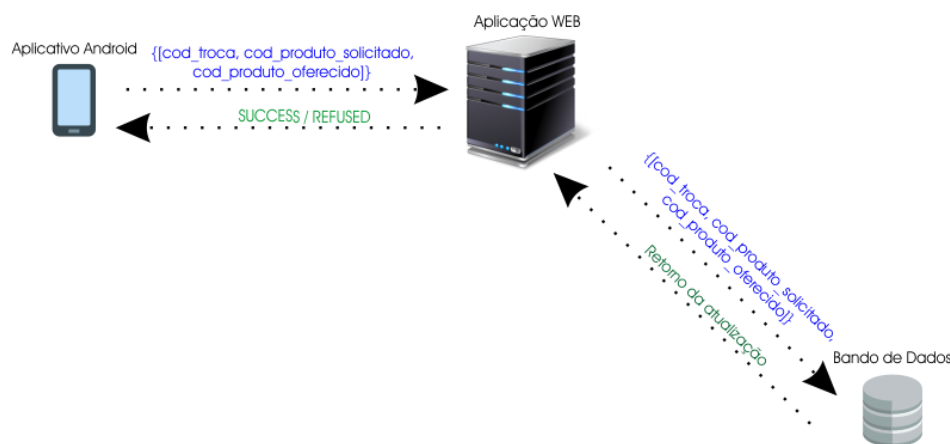 Aplicação WEB
Aplicativo Android
{[cod_troca, cod_produto_solicitado,
cod_produto_oferecido]}
SUCCESS / REFUSED
{[cod_troca, cod_produto_solicitado,
cod_produto_oferecido]}
Retorno da atualização
Bando de Dados